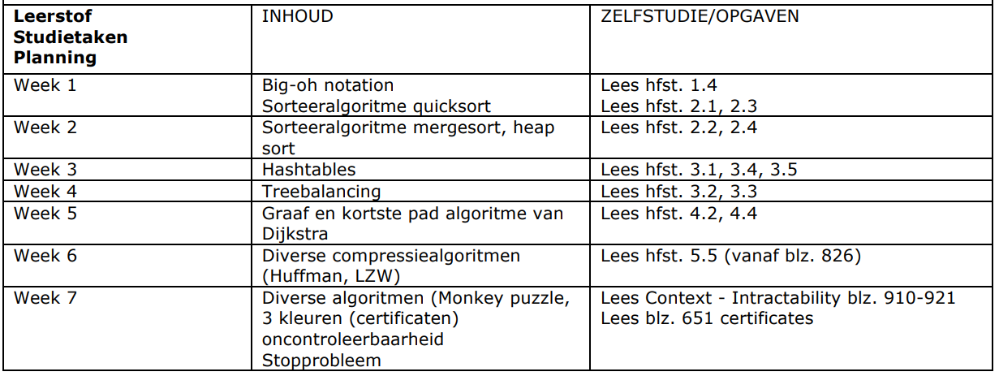 Leerstof INHOUD ZELFSTUDIE/OPGAVEN
Studietaken
Planning
Week 1 Big-oh notation Lees hfst. 1.4
Sorteeralgoritme quicksort Lees hfst. 2.1, 2.3
Week 2 Sorteeralgoritme mergesort, heap Lees hfst. 2.2, 2.4
sort
Week 3 Hashtables Lees hfst. 3.1, 3.4, 3.5
Week 4 Treebalancing Lees hfst. 3.2, 3.3
Week 5 Graaf en kortste pad algoritme van Lees hfst. 4.2, 4.4
Dijkstra
Week 6 Diverse compressiealgoritmen Lees hfst. 5.5 (vanaf blz. 826)
(Huffman, LZW)
Week 7 Diverse algoritmen (Monkey puzzle, Lees Context - Intractability blz. 910-921
3 kleuren (certificaten) Lees blz. 651 certificates
oncontroleerbaarheid
Stopprobleem